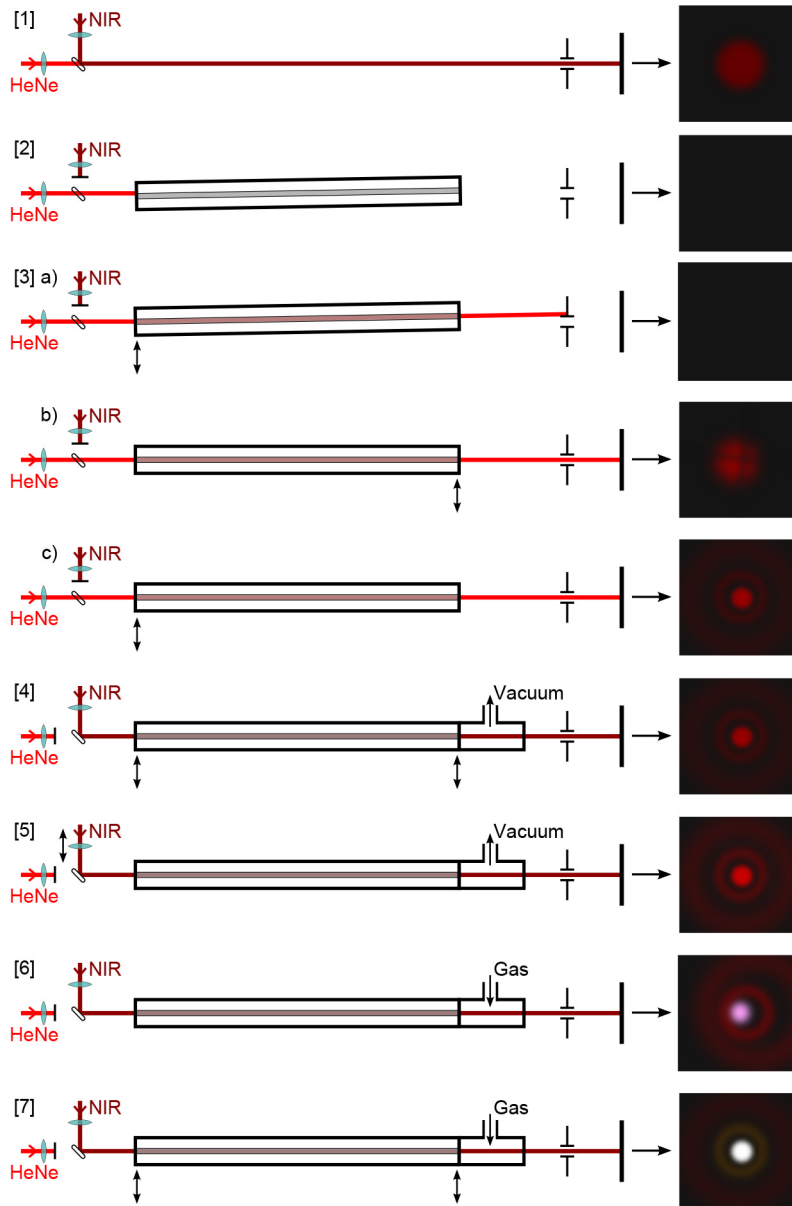 [1]
NIR
HeNe
[2]
NIR
HeNe
[3] a)
NIR
HeNe
b)
NIR
HeNe
c)
NIR
HeNe
[4]
NIR
Vacuum
HeNe
[5]
NIR
Vacuum
HeNe
[6]
NIR
Gas
HeNe
[7]
NIR
Gas
HeNe